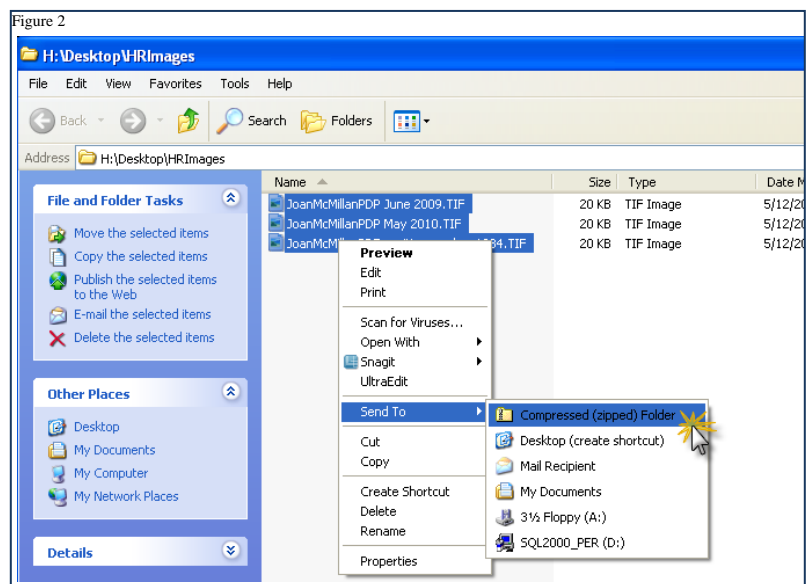 Figure 2
H:\Desktop\HRImages
File Edit View Favorites Tools Help
Back Search Folders
Address H:\Desktop\HRImages
File and Folder Tasks
Move the selected items
Copy the selected items
Publish the selected items
to the Web
E-mail the selected items
Delete the selected items
Other Places
Desktop
My Documents
My Computer
My Network Places
Details
Name Size Type Date M
JoanMcMillanPDP June 2009.TIF 20 KB TIF Image 5/12/20
JoanMcMillanPDP May 2010.TIF 20 KB TIF Image 5/12/20
84.TIF 20 KB TIF Image 5/12/20
Preview
Edit
Print
Scan for Viruses...
Open With
Snagit
UltraEdit
Send To
Cut
Copy
Create Shortcut
Delete
Rename
Properties
Compressed (zipped) Folder
Desktop (create shortcut)
Mail Recipient
My Documents
3½ Floppy (A:)
SQL2000_PER (D:)